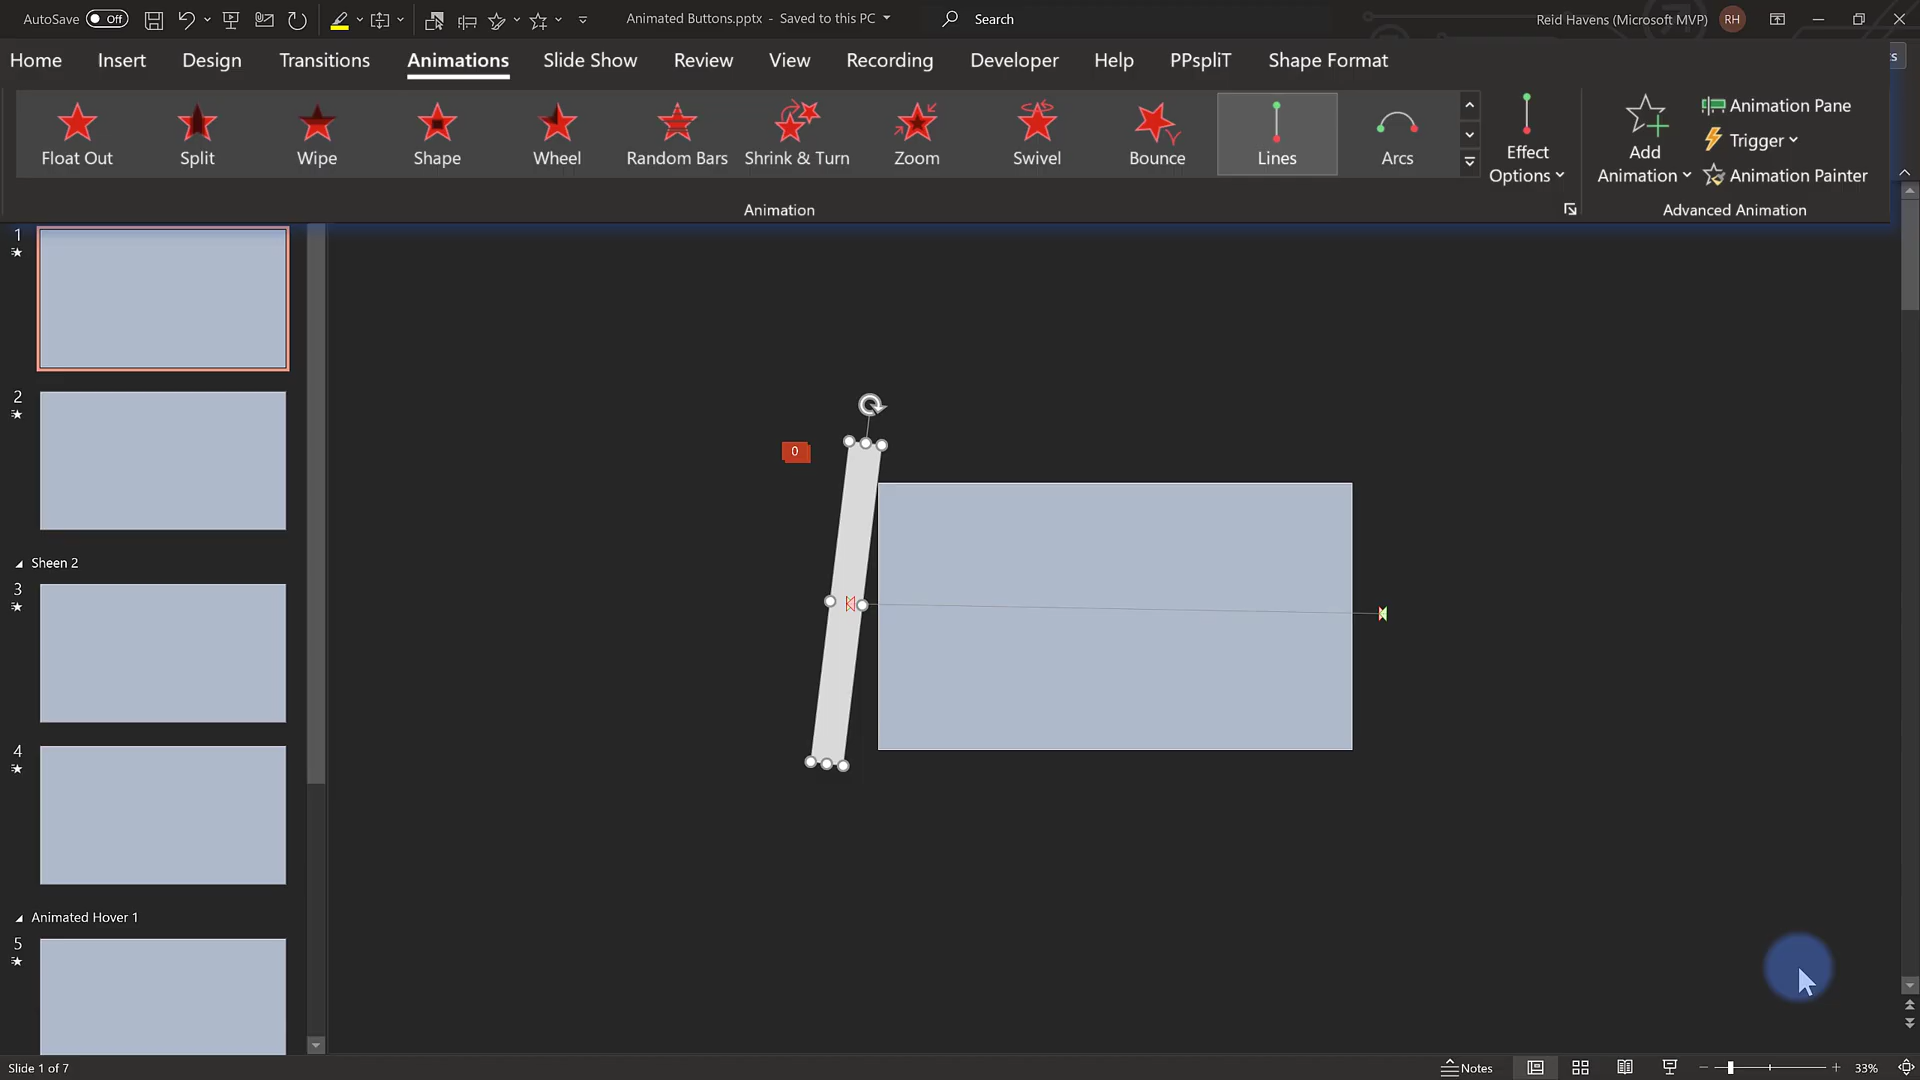 AutoSave Off Animated Buttons.pptx - Saved to this PC Search Reid Havens (Microsoft MVP) RH
Home Insert Design Transitions Animations Slide Show Review View Recording Developer Help PPspliT Shape Format
Float Out Split Wipe Shape Wheel Random Bars Shrink & Turn Zoom Swivel Bounce Lines Arcs
Effect Options
Add Animation
Animation Pane
Trigger
Animation Painter
Animation Advanced Animation
1
2
Sheen 2
3
4
Animated Hover 1
5
0
Slide 1 of 7 Notes 33%